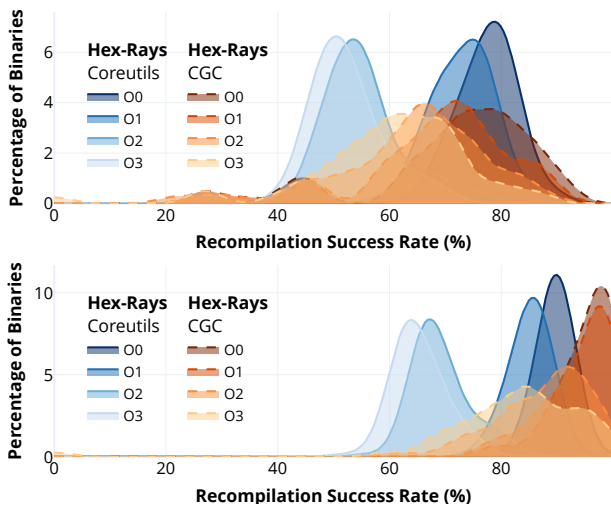 Percentage of Binaries
6
4
2
0
Hex-Rays Hex-Rays
Coreutils CGC
O0 O0
O1 O1
O2 O2
O3 O3
0 20 40 60 80
Recompilation Success Rate (%)
Percentage of Binaries
10
5
0
Hex-Rays Hex-Rays
Coreutils CGC
O0 O0
O1 O1
O2 O2
O3 O3
0 20 40 60 80
Recompilation Success Rate (%)